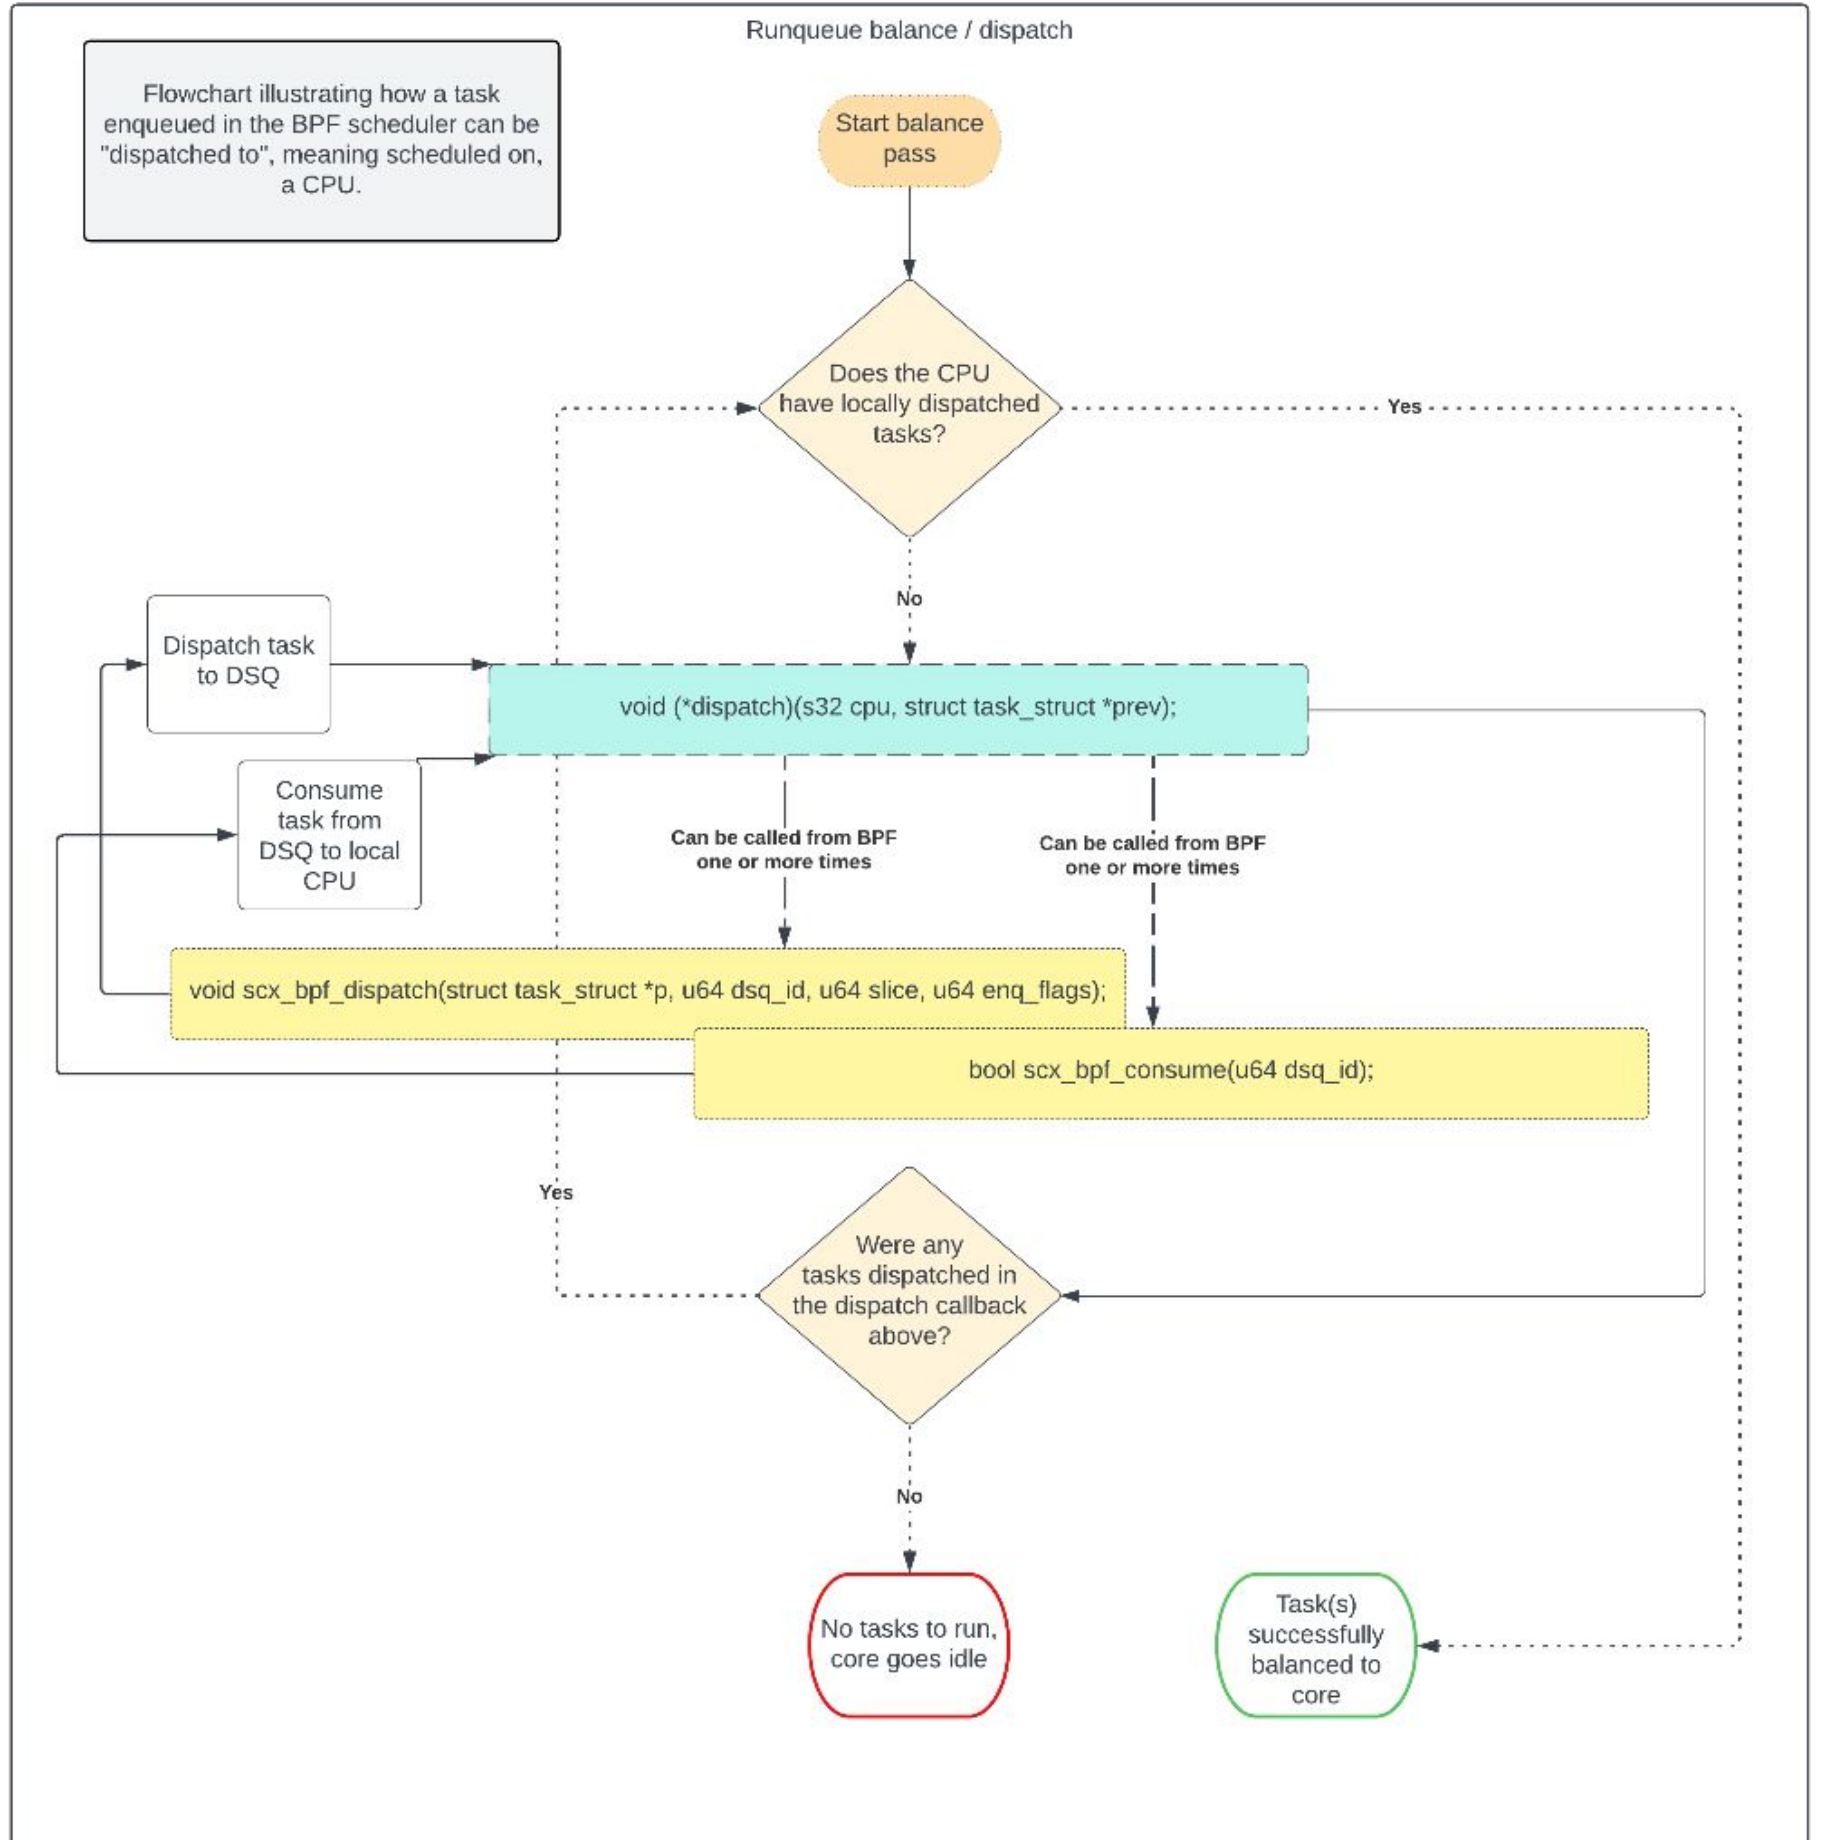 Runqueue balance / dispatch
Flowchart illustrating how a task
enqueued in the BPF scheduler can be
"dispatched to", meaning scheduled on,
a CPU.
Start balance
pass
Does the CPU
have locally dispatched
tasks?
Yes
No
Dispatch task
to DSQ
void (*dispatch)(s32 cpu, struct task_struct *prev);
Consume
task from
DSQ to local
CPU
Can be called from BPF
one or more times
Can be called from BPF
one or more times
void scx_bpf_dispatch(struct task_struct *p, u64 dsq_id, u64 slice, u64 enq_flags);
bool scx_bpf_consume(u64 dsq_id);
Yes
Were any
tasks dispatched in
the dispatch callback
above?
No
No tasks to run,
core goes idle
Task(s)
successfully
balanced to
core